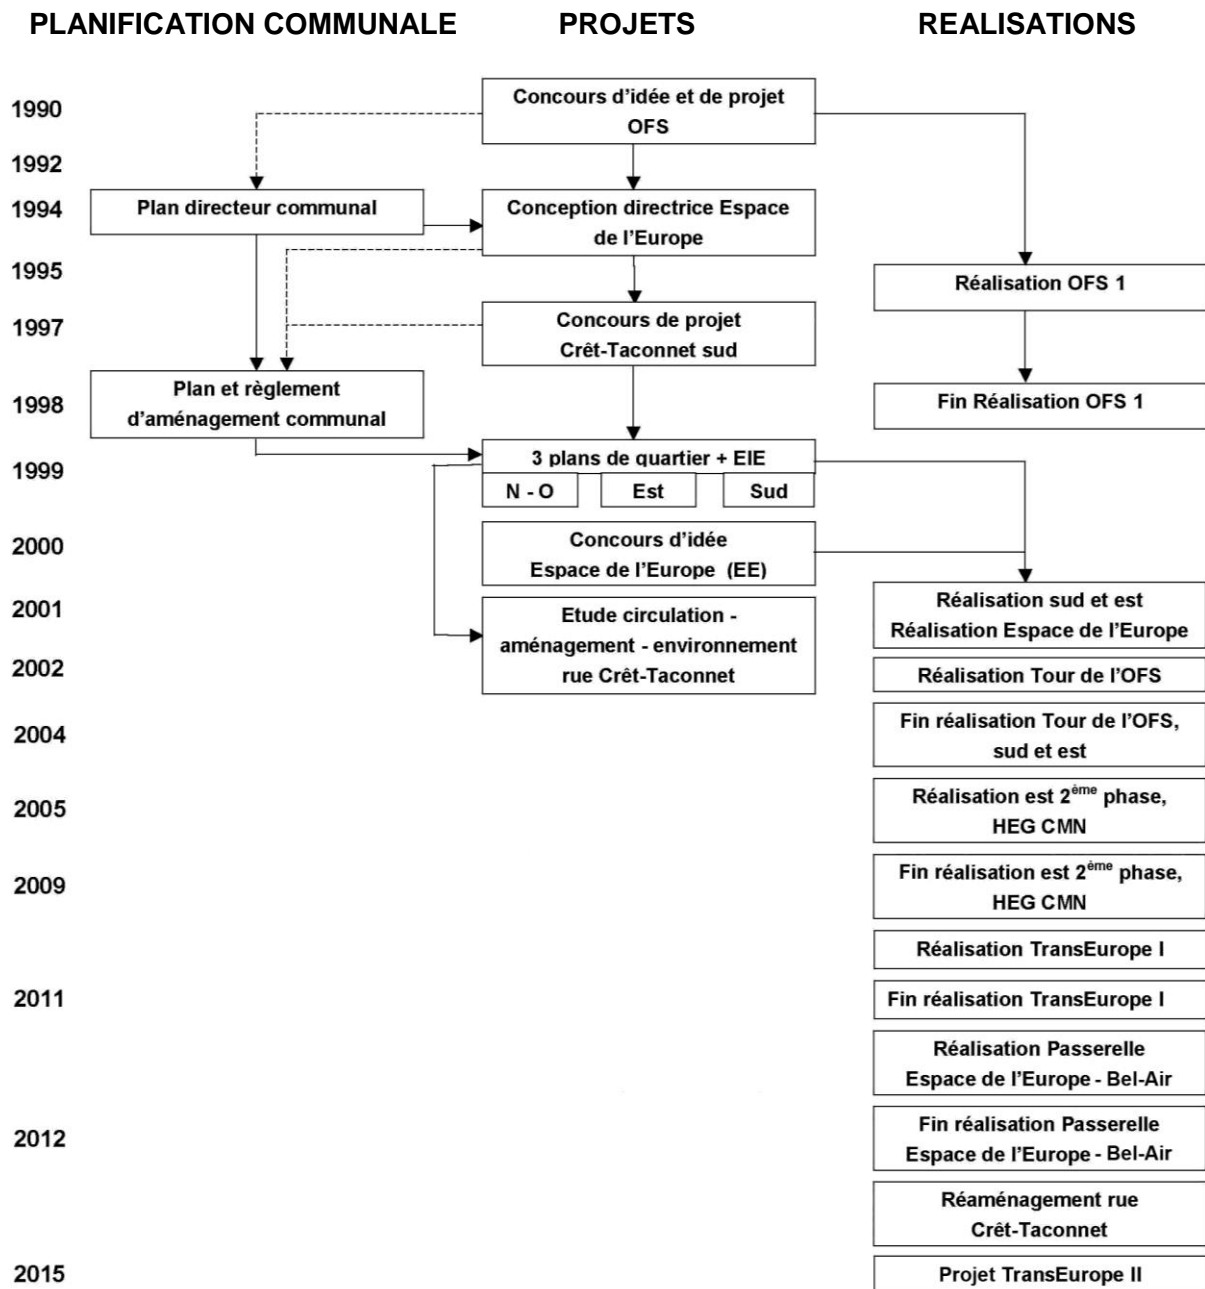 PLANIFICATION COMMUNALE PROJETS REALISATIONS
1990
Concours d'idée et de projet
OFS
1992
1994
Plan directeur communal
Conception directrice Espace
de l'Europe
1995
Réalisation OFS 1
1997
Concours de projet
Crêt-Taconnet sud
1998
Plan et règlement
d'aménagement communal
Fin Réalisation OFS 1
1999
3 plans de quartier + EIE
N - O Est Sud
2000
Concours d'idée
Espace de l'Europe (EE)
2001
Etude circulation -
aménagement - environnement
rue Crêt-Taconnet
Réalisation sud et est
Réalisation Espace de l'Europe
2002
Réalisation Tour de l'OFS
2004
Fin réalisation Tour de l'OFS,
sud et est
2005
Réalisation est 2ème phase,
HEG CMN
2009
Fin réalisation est 2ème phase,
HEG CMN
Réalisation TransEurope I
2011
Fin réalisation TransEurope I
Réalisation Passerelle
Espace de l'Europe - Bel-Air
2012
Fin réalisation Passerelle
Espace de l'Europe - Bel-Air
Réaménagement rue
Crêt-Taconnet
2015
Projet TransEurope II